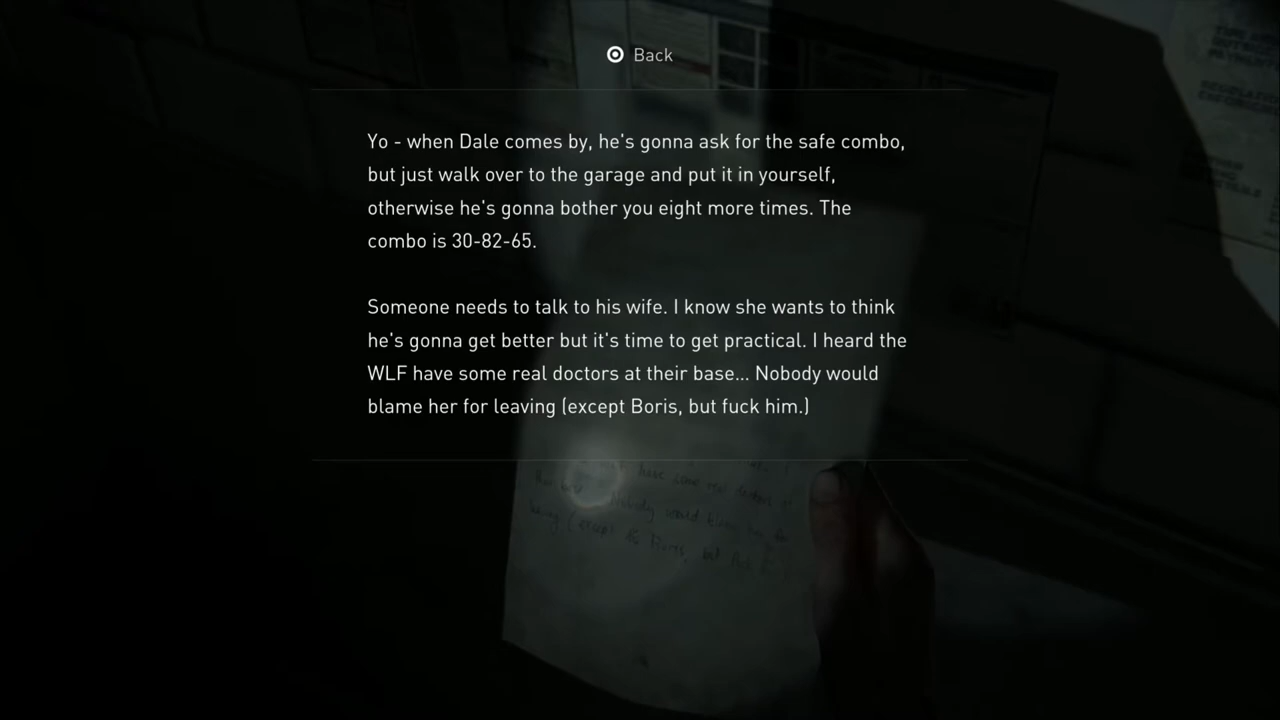 Back
Yo - when Dale comes by, he's gonna ask for the safe combo,
but just walk over to the garage and put it in yourself,
otherwise he's gonna bother you eight more times. The
combo is 30-82-65.
Someone needs to talk to his wife. I know she wants to think
he's gonna get better but it's time to get practical. I heard the
WLF have some real doctors at their base... Nobody would
blame her for leaving (except Boris, but fuck him.)